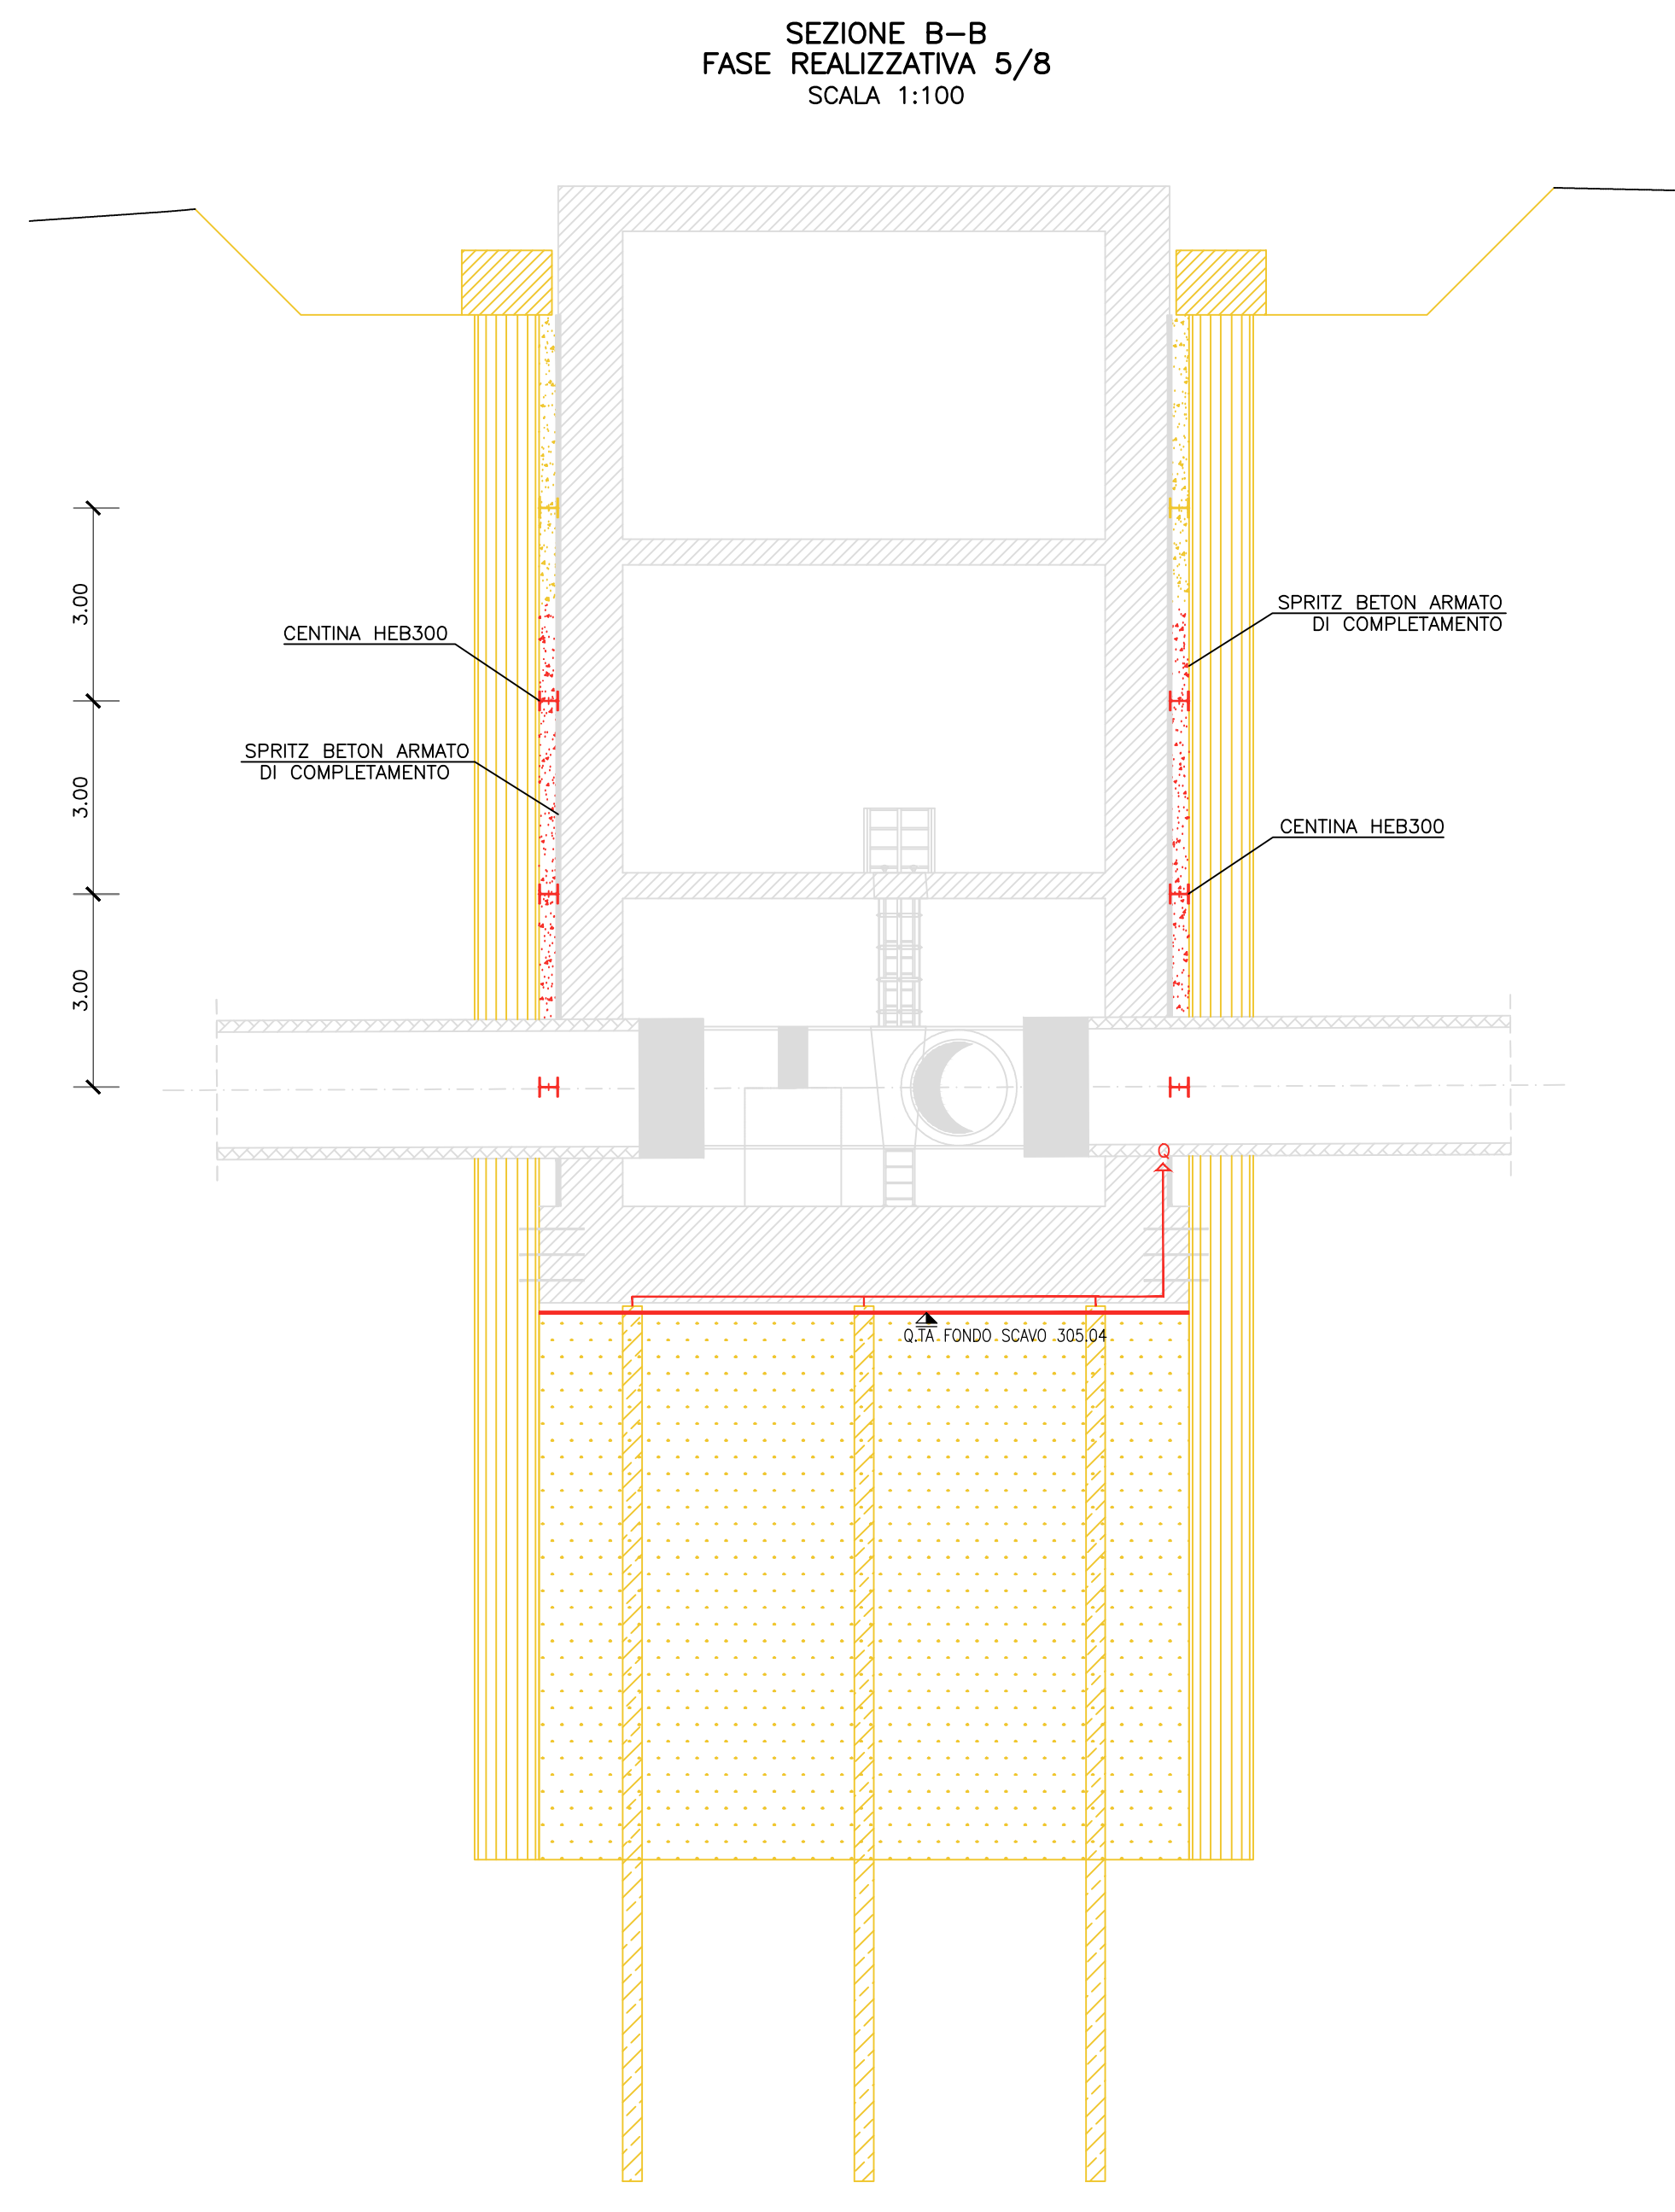 SEZIONE B-B
FASE REALIZZATIVA 5/8
SCALA 1:100
3.00
SPRITZ BETON ARMATO
DI COMPLETAMENTO
CENTINA HEB300
SPRITZ BETON ARMATO
DI COMPLETAMENTO
3.00
CENTINA HEB300
3.00
Q
Q.TA FONDO SCAVO 305.04